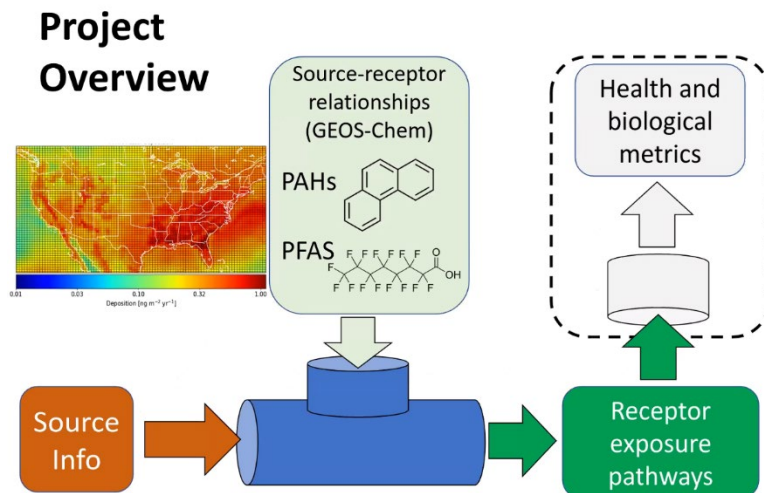 Project
Overview
Source-receptor
relationships
(GEOS-Chem)
PAHs
PFAS
F F F F F F F O
F
OH
F F F F F F F
0.01 0.03 0.10 0.32 1.00
Deposition [ng m⁻² yr⁻¹]
Health and
biological
metrics
Source
Info
Receptor
exposure
pathways